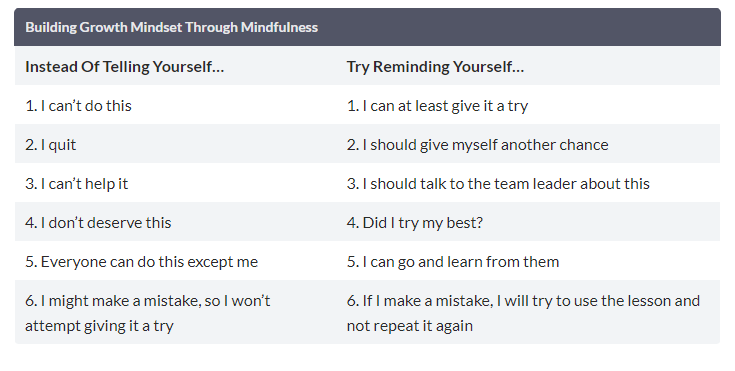 Building Growth Mindset Through Mindfulness
Instead Of Telling Yourself… Try Reminding Yourself…
1. I can’t do this 1. I can at least give it a try
2. I quit 2. I should give myself another chance
3. I can’t help it 3. I should talk to the team leader about this
4. I don’t deserve this 4. Did I try my best?
5. Everyone can do this except me 5. I can go and learn from them
6. I might make a mistake, so I won’t 6. If I make a mistake, I will try to use the lesson and
attempt giving it a try not repeat it again